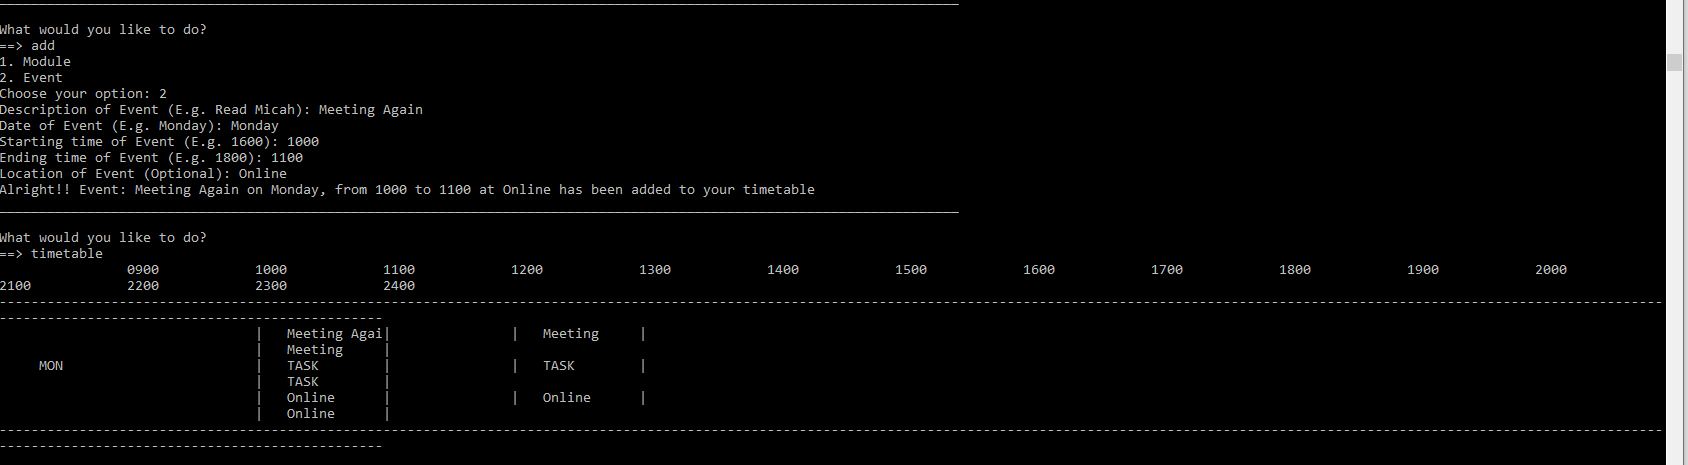 What would you like to do?
==> add
1. Module
2. Event
Choose your option: 2
Description of Event (E.g. Read Micah): Meeting Again
Date of Event (E.g. Monday): Monday
Starting time of Event (E.g. 1600): 1000
Ending time of Event (E.g. 1800): 1100
Location of Event (Optional): Online
Alright!! Event: Meeting Again on Monday, from 1000 to 1100 at Online has been added to your timetable
What would you like to do?
==> timetable
0900 1000 1100 1200 1300 1400 1500 1600 1700 1800 1900 2000
2100 2200 2300 2400
| Meeting Agai| | Meeting |
| Meeting |
MON | TASK | | TASK |
| TASK |
| Online | | Online |
| Online |